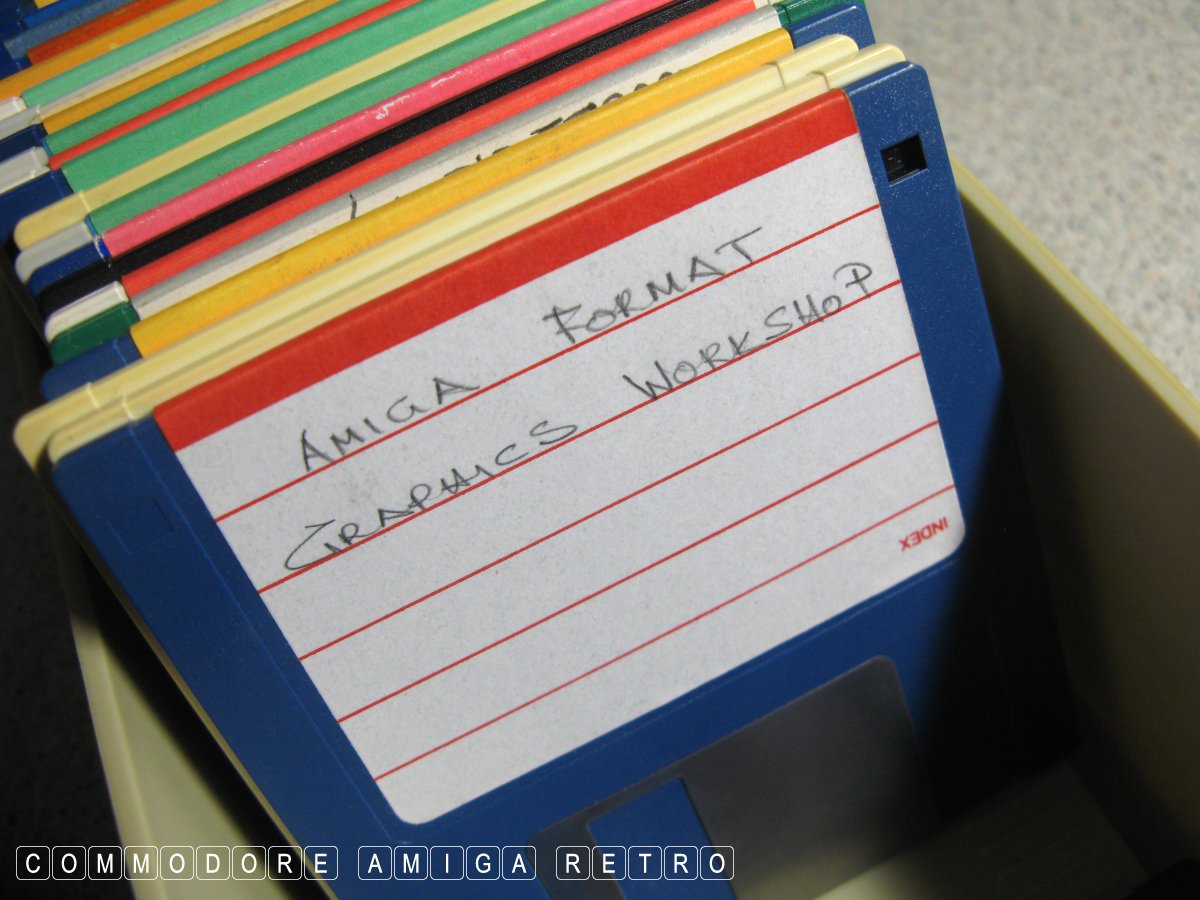 AMIGA FORMAT
GRAPHICS WORKSHOP
INDEX
COMMODORE AMIGA RETRO